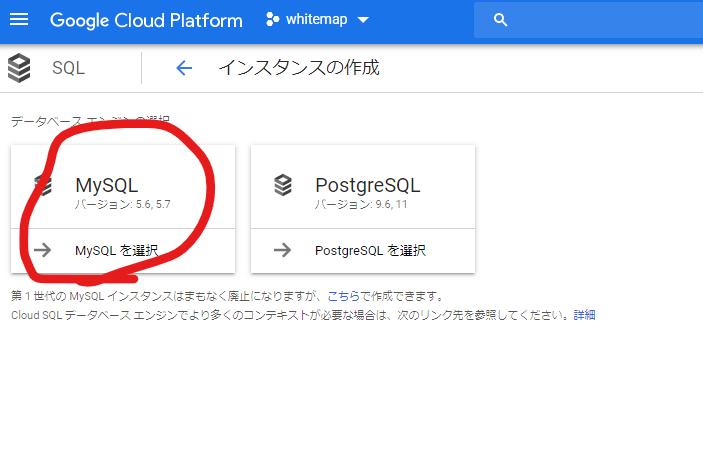 Google Cloud Platform whitemap
SQL インスタンスの作成
データベース エンジンの選択
MySQL
バージョン: 5.6, 5.7
MySQL を選択
PostgreSQL
バージョン: 9.6, 11
PostgreSQL を選択
第 1 世代の MySQL インスタンスはまもなく廃止になりますが、こちらで作成できます。
Cloud SQL データベース エンジンでより多くのコンテキストが必要な場合は、次のリンク先を参照してください。詳細